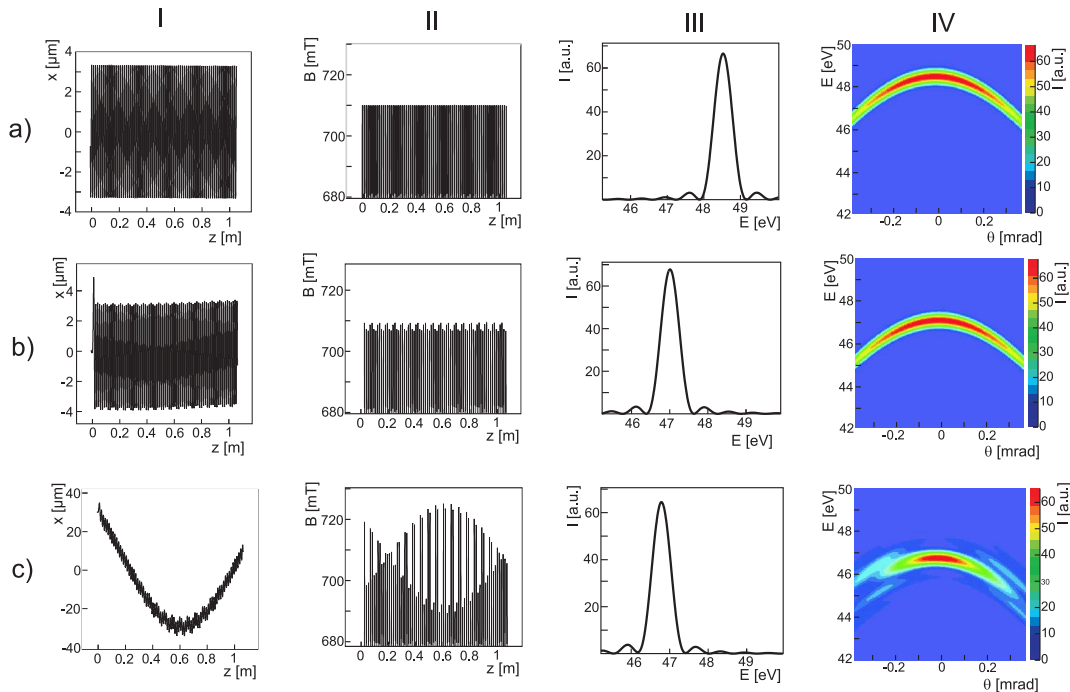 I II III IV
a)
x [µm]
4
2
0
-2
-4
0 0.2 0.4 0.6 0.8 1
z [m]
B [mT]
720
700
680
0 0.2 0.4 0.6 0.8 1
z [m]
I [a.u.]
60
40
20
46 47 48 49
E [eV]
E [eV]
50
48
46
44
42
-0.2 0 0.2
θ [mrad]
I [a.u.]
60
50
40
30
20
10
0
b)
x [µm]
4
2
0
-2
-4
0 0.2 0.4 0.6 0.8 1
z [m]
B [mT]
720
700
680
0 0.2 0.4 0.6 0.8 1
z [m]
I [a.u.]
60
40
20
46 47 48 49
E [eV]
E [eV]
50
48
46
44
42
-0.2 0 0.2
θ [mrad]
I [a.u.]
60
50
40
30
20
10
0
c)
x [µm]
40
20
0
-20
-40
0 0.2 0.4 0.6 0.8 1
z [m]
B [mT]
720
700
680
0 0.2 0.4 0.6 0.8 1
z [m]
I [a.u.]
60
40
20
46 47 48 49
E [eV]
E [eV]
50
48
46
44
42
-0.2 0 0.2
θ [mrad]
I [a.u.]
60
50
40
30
20
10
0